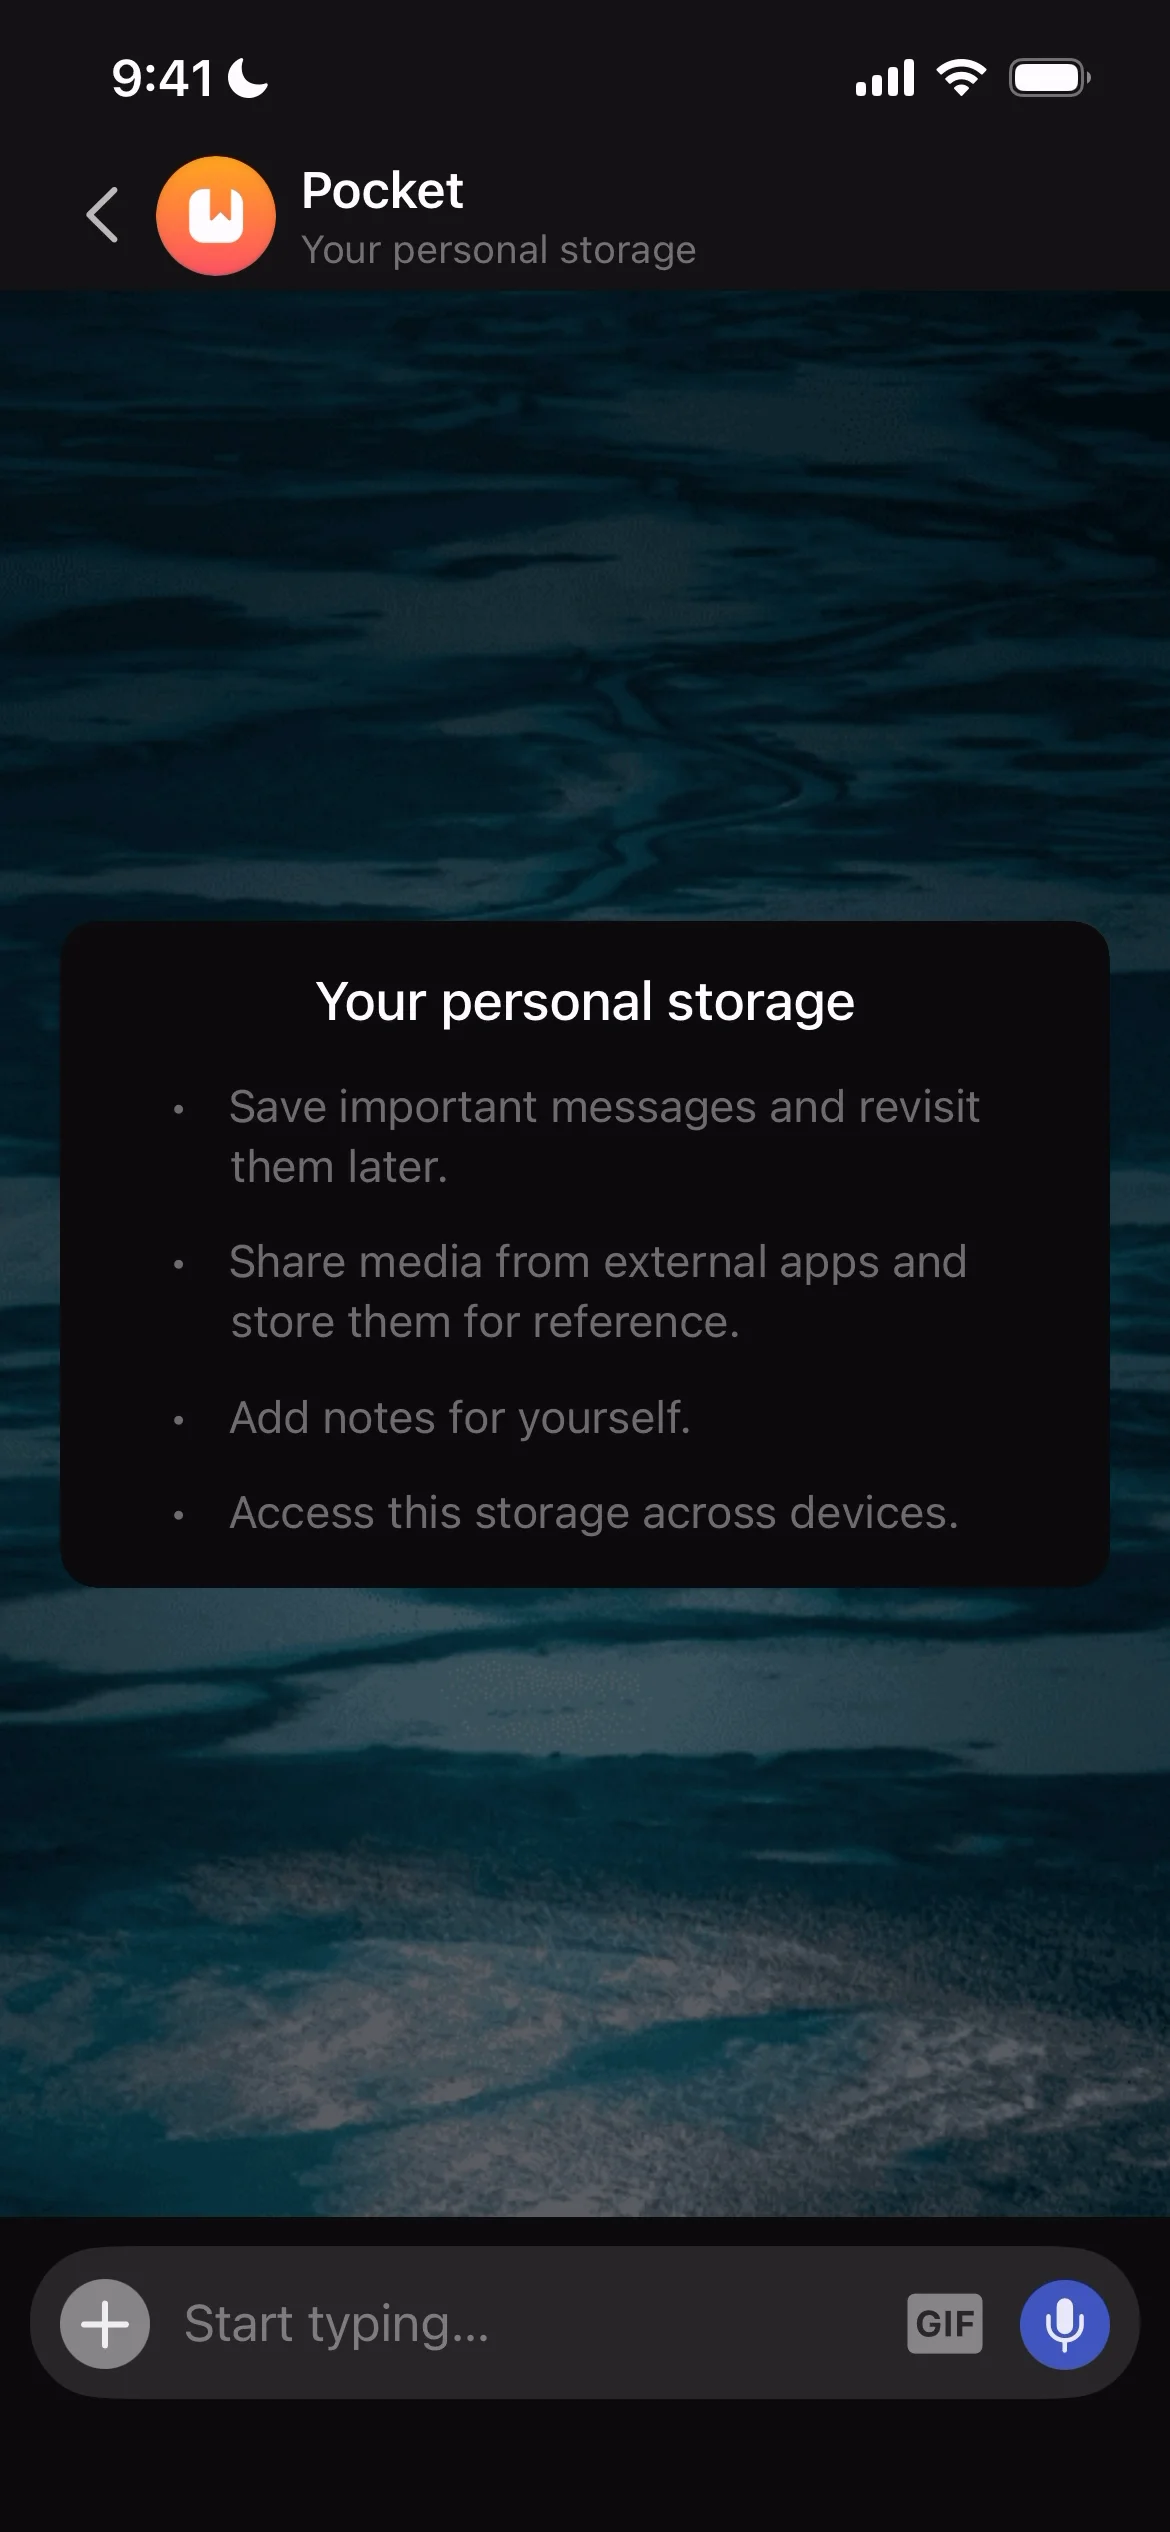 9:41
Pocket
Your personal storage
Your personal storage
• Save important messages and revisit
them later.
• Share media from external apps and
store them for reference.
• Add notes for yourself.
• Access this storage across devices.
Start typing...
GIF